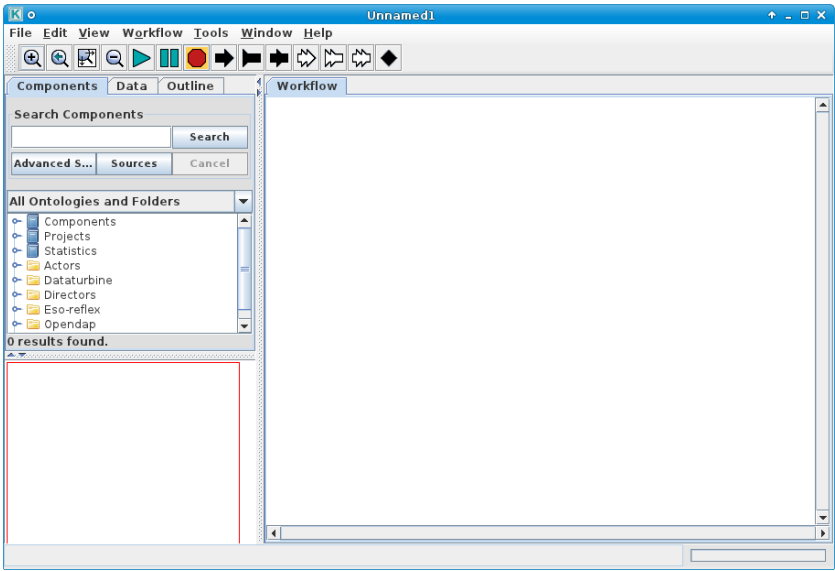 Unnamed1
File Edit View Workflow Tools Window Help
Components Data Outline
Workflow
Search Components
Search
Advanced S... Sources Cancel
All Ontologies and Folders
Components
Projects
Statistics
Actors
Dataturbine
Directors
Eso-reflex
Opendap
0 results found.